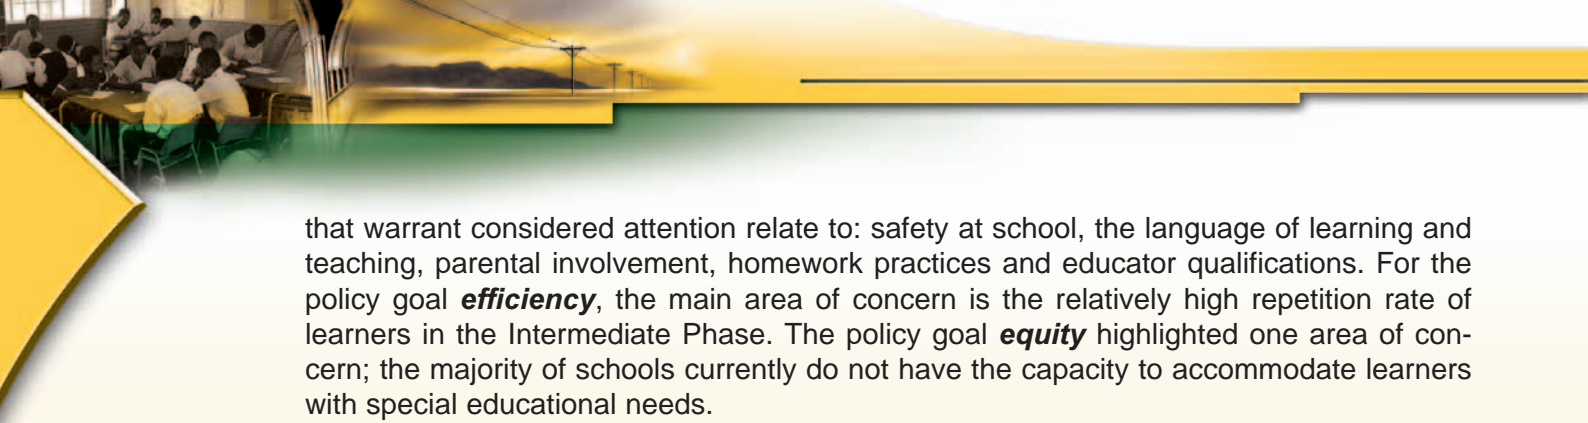 that warrant considered attention relate to: safety at school, the language of learning and
teaching, parental involvement, homework practices and educator qualifications. For the
policy goal efficiency, the main area of concern is the relatively high repetition rate of
learners in the Intermediate Phase. The policy goal equity highlighted one area of con-
cern; the majority of schools currently do not have the capacity to accommodate learners
with special educational needs.